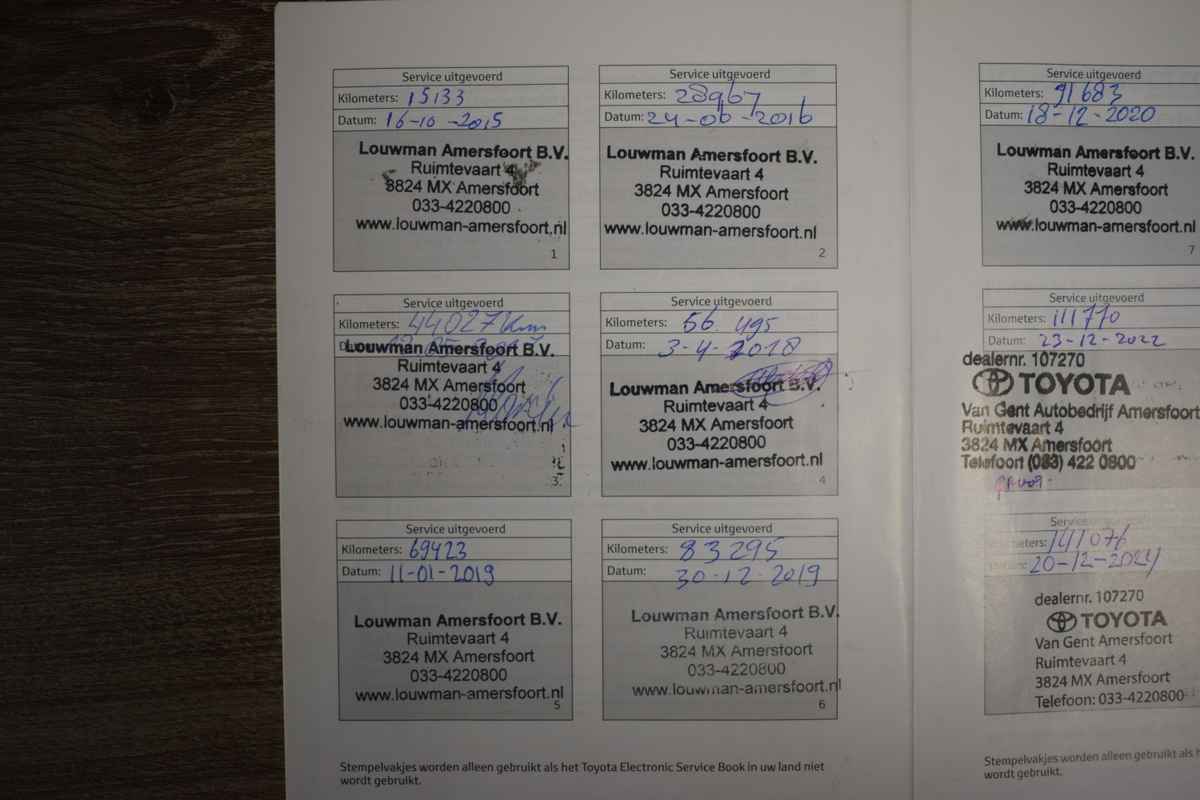 Service uitgevoerd
Kilometers: 15133
Datum: 16-10-2015
Louwman Amersfoort B.V.
Ruimtevaart 4
3824 MX Amersfoort
033-4220800
www.louwman-amersfoort.nl
1
Service uitgevoerd
Kilometers: 28967
Datum: 24-06-2016
Louwman Amersfoort B.V.
Ruimtevaart 4
3824 MX Amersfoort
033-4220800
www.louwman-amersfoort.nl
2
Service uitgevoerd
Kilometers: 44027 km
Louwman Amersfoort B.V.
Ruimtevaart 4
3824 MX Amersfoort
033-4220800
www.louwman-amersfoort.nl
3
Service uitgevoerd
Kilometers: 56.495
Datum: 3-4-2018
Louwman Amersfoort B.V.
Ruimtevaart 4
3824 MX Amersfoort
033-4220800
www.louwman-amersfoort.nl
4
Service uitgevoerd
Kilometers: 69423
Datum: 11-01-2019
Louwman Amersfoort B.V.
Ruimtevaart 4
3824 MX Amersfoort
033-4220800
www.louwman-amersfoort.nl
5
Service uitgevoerd
Kilometers: 83295
Datum: 30-12-2019
Louwman Amersfoort B.V.
Ruimtevaart 4
3824 MX Amersfoort
033-4220800
www.louwman-amersfoort.nl
6
Stempelvakjes worden alleen gebruikt als het Toyota Electronic Service Book in uw land niet
wordt gebruikt.
Service uitgevoerd
Kilometers: 91683
Datum: 18-12-2020
Louwman Amersfoort B.V.
Ruimtevaart 4
3824 MX Amersfoort
033-4220800
www.louwman-amersfoort.nl
7
Service uitgevoerd
Kilometers: 111770
Datum: 23-12-2022
dealernr. 107270
TOYOTA
Van Gent Autobedrijf Amersfoort
Ruimtevaart 4
3824 MX Amersfoort
Telefoort (033) 422 0800
Service
Kilometers: 141076
20-12-2024
dealernr. 107270
TOYOTA
Van Gent Amersfoort
Ruimtevaart 4
3824 MX Amersfoort
Telefoon: 033-4220800
Stempelvakjes worden alleen gebruikt als
wordt gebruikt.